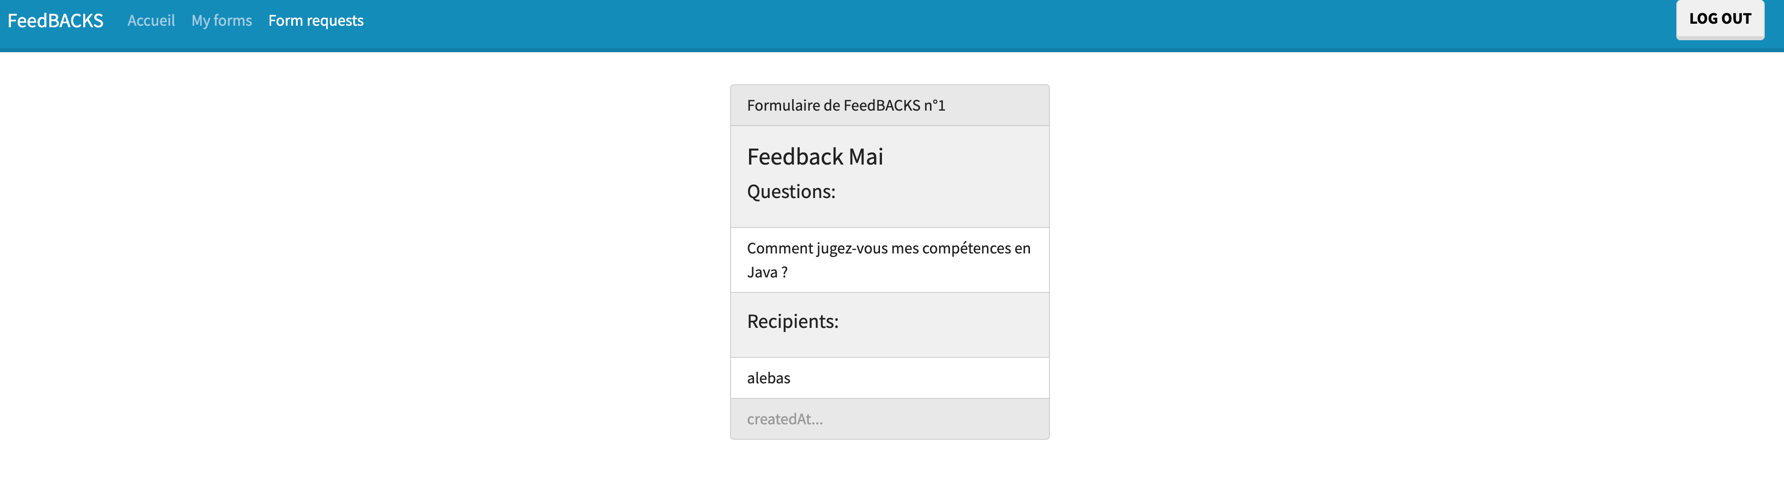 FeedBACKS Accueil My forms Form requests LOG OUT
Formulaire de FeedBACKS n°1
Feedback Mai
Questions:
Comment jugez-vous mes compétences en
Java ?
Recipients:
alebas
createdAt...